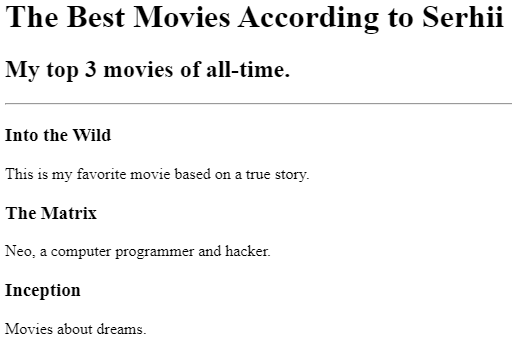 The Best Movies According to Serhii
My top 3 movies of all-time.
Into the Wild
This is my favorite movie based on a true story.
The Matrix
Neo, a computer programmer and hacker.
Inception
Movies about dreams.